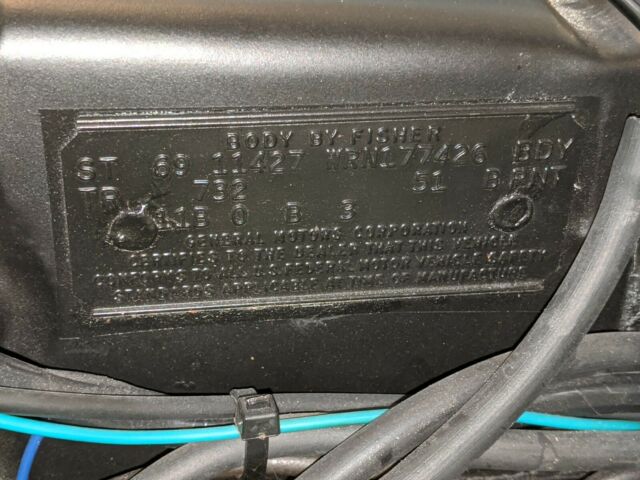 BODY BY FISHER
ST 69 11427 WRN177426 BDY
TR 732 51 B PNT
11B 0 B 3
GENERAL MOTORS CORPORATION
CERTIFIES TO THE DEALER THAT THIS VEHICLE
CONFORMS TO ALL U.S. FEDERAL MOTOR VEHICLE SAFETY
STANDARDS APPLICABLE AT TIME OF MANUFACTURE